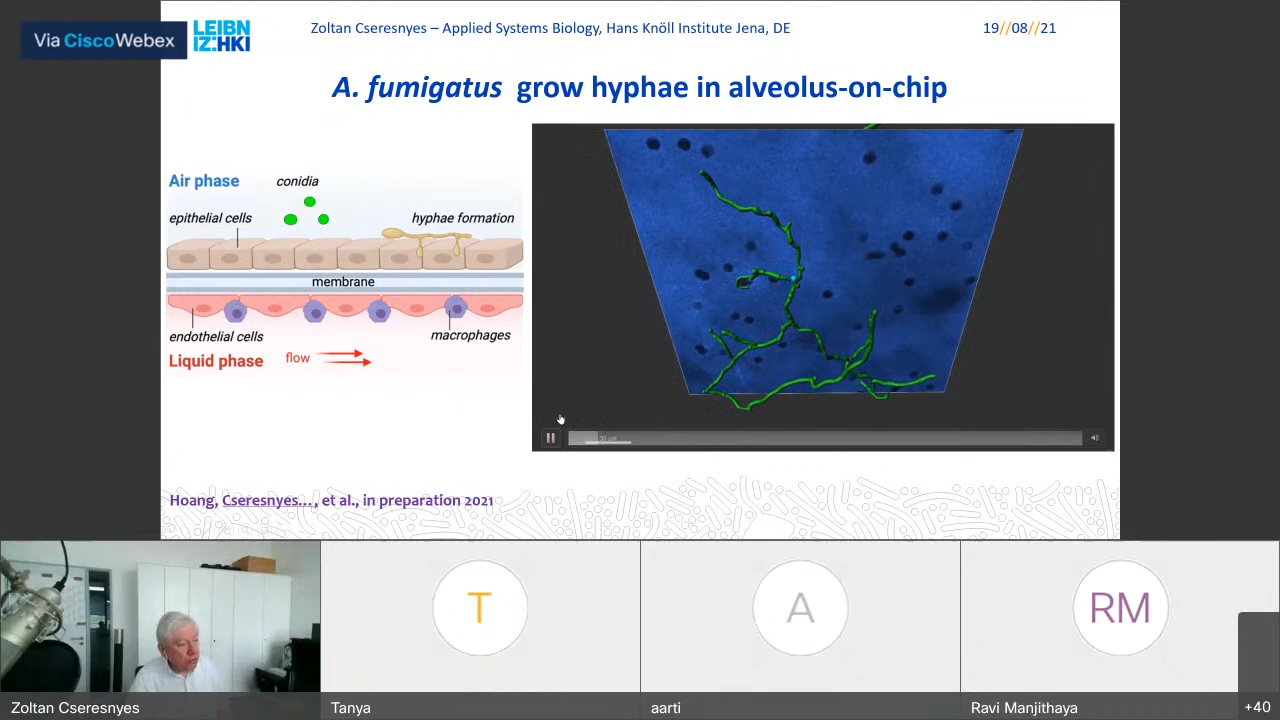 Via Cisco Webex
LEIBN
IZ:HKI
Zoltan Cseresnyes – Applied Systems Biology, Hans Knöll Institute Jena, DE
19//08//21
A. fumigatus grow hyphae in alveolus-on-chip
Air phase
conidia
epithelial cells
hyphae formation
membrane
endothelial cells
macrophages
Liquid phase
flow
Hoang, Cseresnyes..., et al., in preparation 2021
T
A
RM
Zoltan Cseresnyes
Tanya
aarti
Ravi Manjithaya
+40